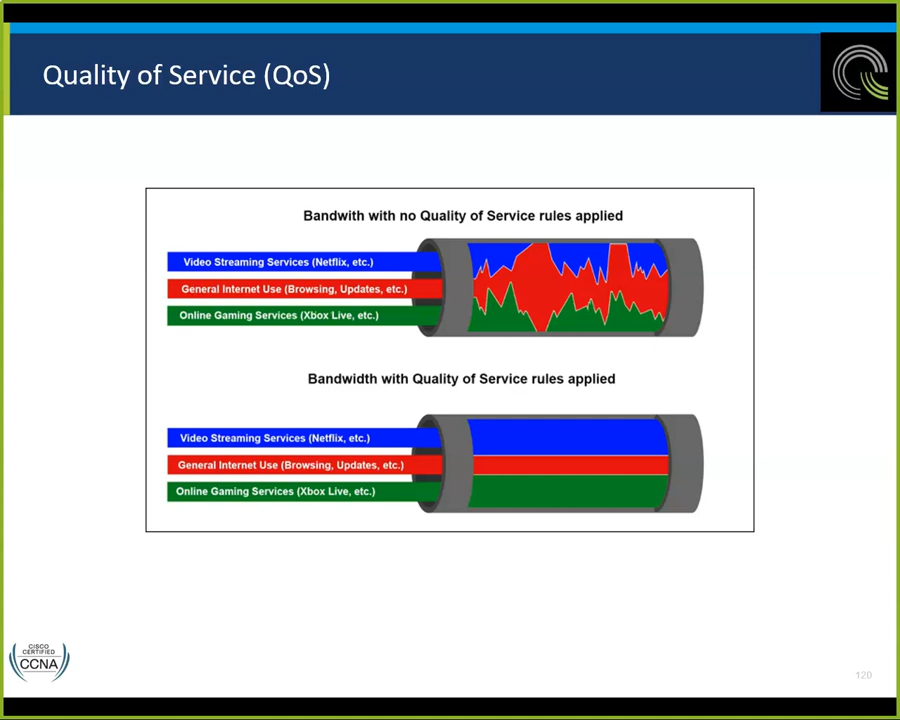 Quality of Service (QoS)
Bandwith with no Quality of Service rules applied
Video Streaming Services (Netflix, etc.)
General Internet Use (Browsing, Updates, etc.)
Online Gaming Services (Xbox Live, etc.)
Bandwidth with Quality of Service rules applied
Video Streaming Services (Netflix, etc.)
General Internet Use (Browsing, Updates, etc.)
Online Gaming Services (Xbox Live, etc.)
CISCO
CERTIFIED
CCNA
120